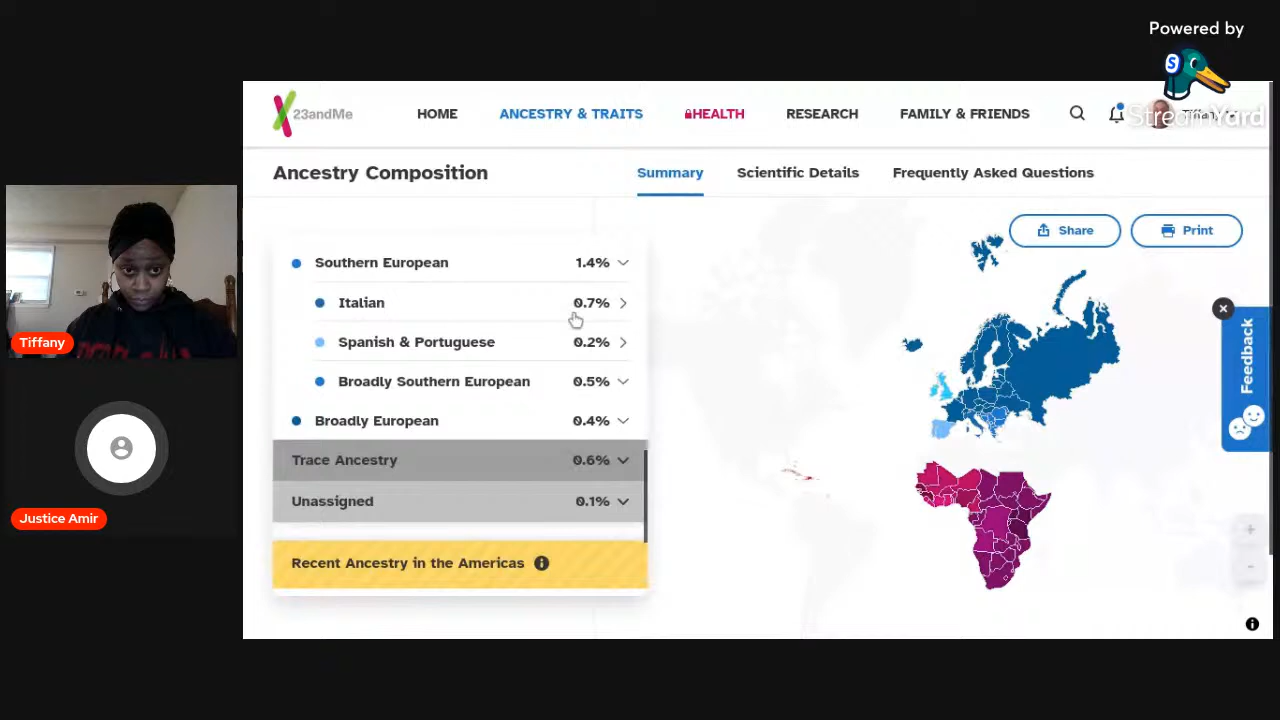 Powered by
S
StreamYard
23andMe
HOME
ANCESTRY & TRAITS
HEALTH
RESEARCH
FAMILY & FRIENDS
Ancestry Composition
Summary
Scientific Details
Frequently Asked Questions
Share
Print
Southern European 1.4%
Italian 0.7%
Spanish & Portuguese 0.2%
Broadly Southern European 0.5%
Broadly European 0.4%
Trace Ancestry 0.6%
Unassigned 0.1%
Recent Ancestry in the Americas
Feedback
Tiffany
Justice Amir